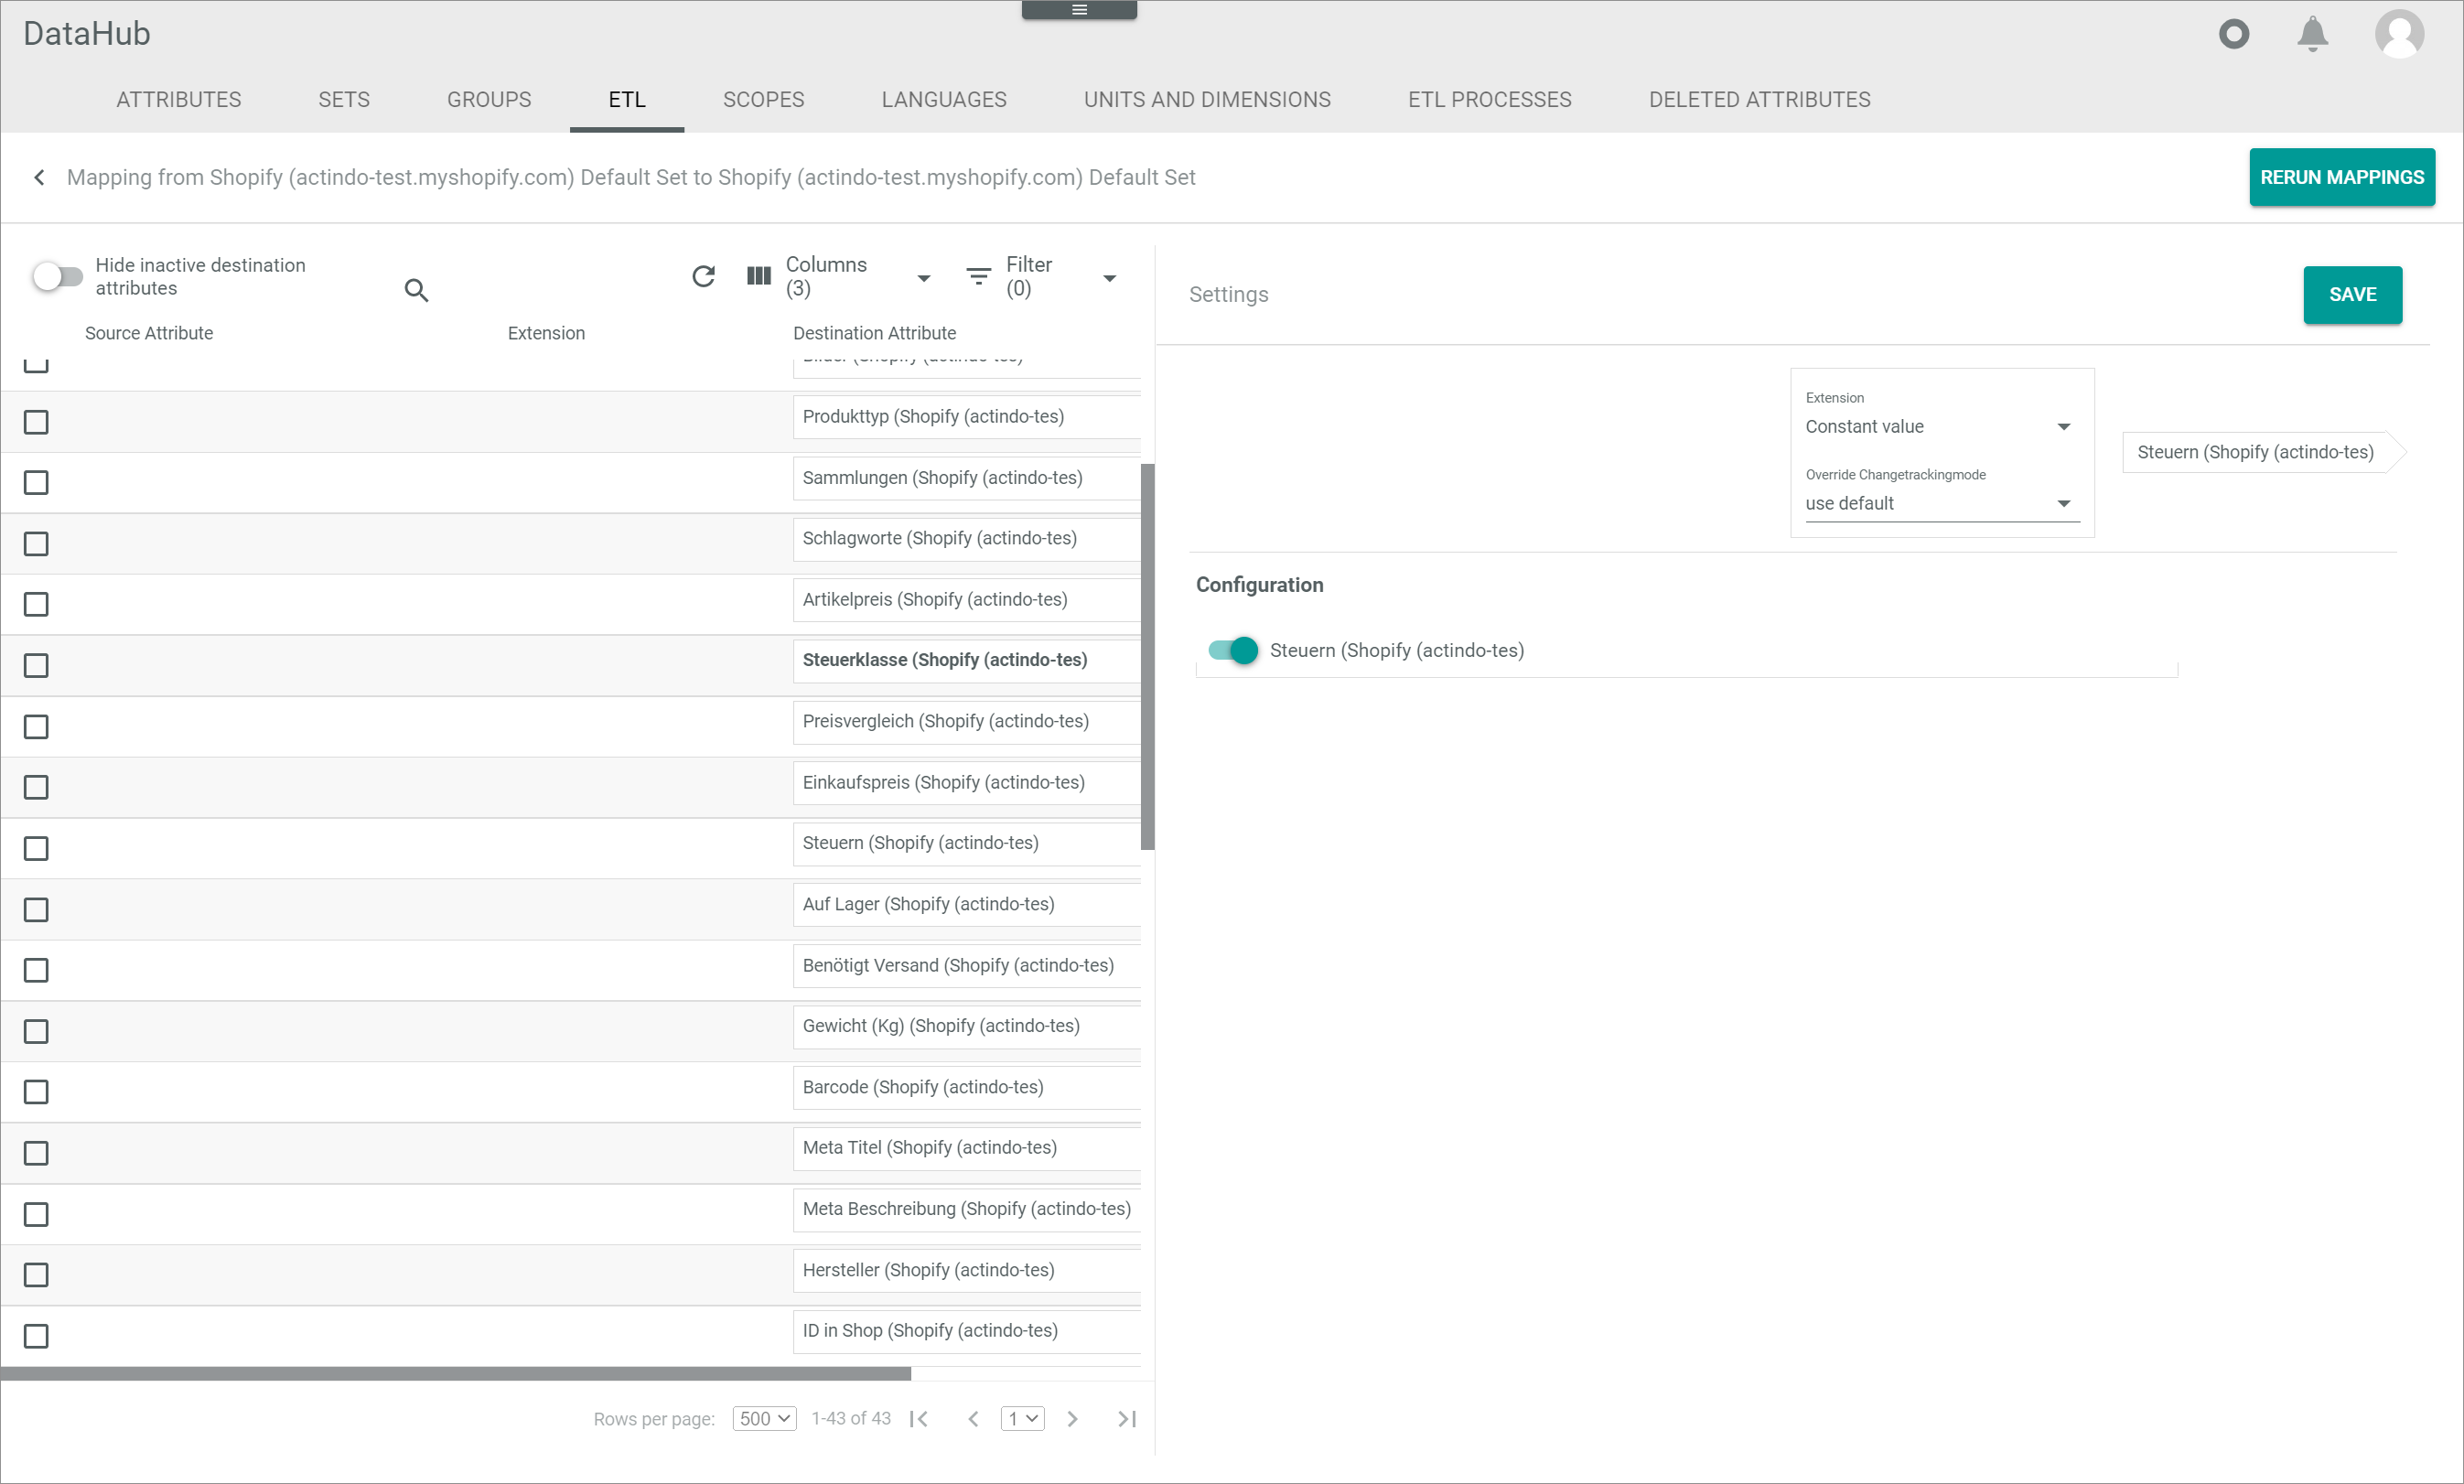 DataHub
ATTRIBUTES SETS GROUPS ETL SCOPES LANGUAGES UNITS AND DIMENSIONS ETL PROCESSES DELETED ATTRIBUTES
Mapping from Shopify (actindo-test.myshopify.com) Default Set to Shopify (actindo-test.myshopify.com) Default Set
RERUN MAPPINGS
Hide inactive destination
attributes
Columns
(3)
Filter
(0)
Source Attribute Extension Destination Attribute
Produkttyp (Shopify (actindo-tes)
Sammlungen (Shopify (actindo-tes)
Schlagworte (Shopify (actindo-tes)
Artikelpreis (Shopify (actindo-tes)
Steuerklasse (Shopify (actindo-tes)
Preisvergleich (Shopify (actindo-tes)
Einkaufspreis (Shopify (actindo-tes)
Steuern (Shopify (actindo-tes)
Auf Lager (Shopify (actindo-tes)
Benötigt Versand (Shopify (actindo-tes)
Gewicht (Kg) (Shopify (actindo-tes)
Barcode (Shopify (actindo-tes)
Meta Titel (Shopify (actindo-tes)
Meta Beschreibung (Shopify (actindo-tes)
Hersteller (Shopify (actindo-tes)
ID in Shop (Shopify (actindo-tes)
Rows per page: 500 1-43 of 43 1
Settings
SAVE
Extension
Constant value
Override Changetrackingmode
use default
Steuern (Shopify (actindo-tes)
Configuration
Steuern (Shopify (actindo-tes)